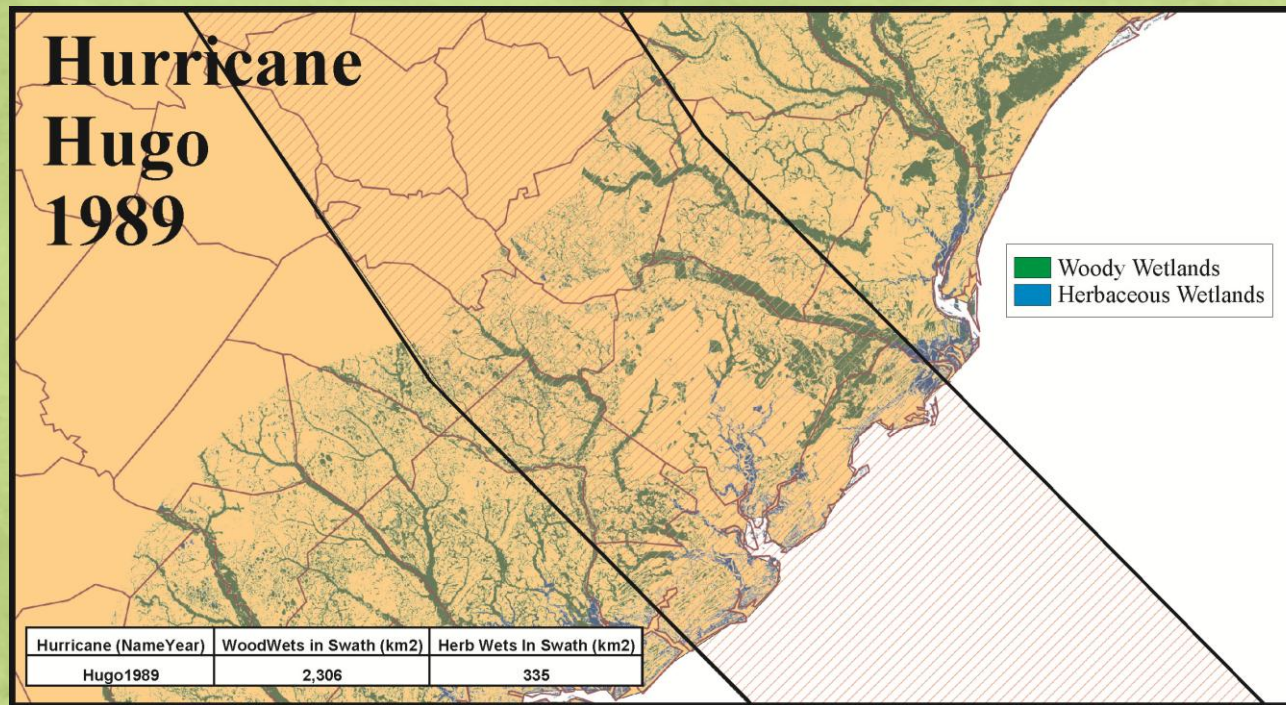 Hurricane
Hugo
1989
Woody Wetlands
Herbaceous Wetlands
Hurricane (NameYear) WoodWets in Swath (km2) Herb Wets In Swath (km2)
Hugo1989 2,306 335